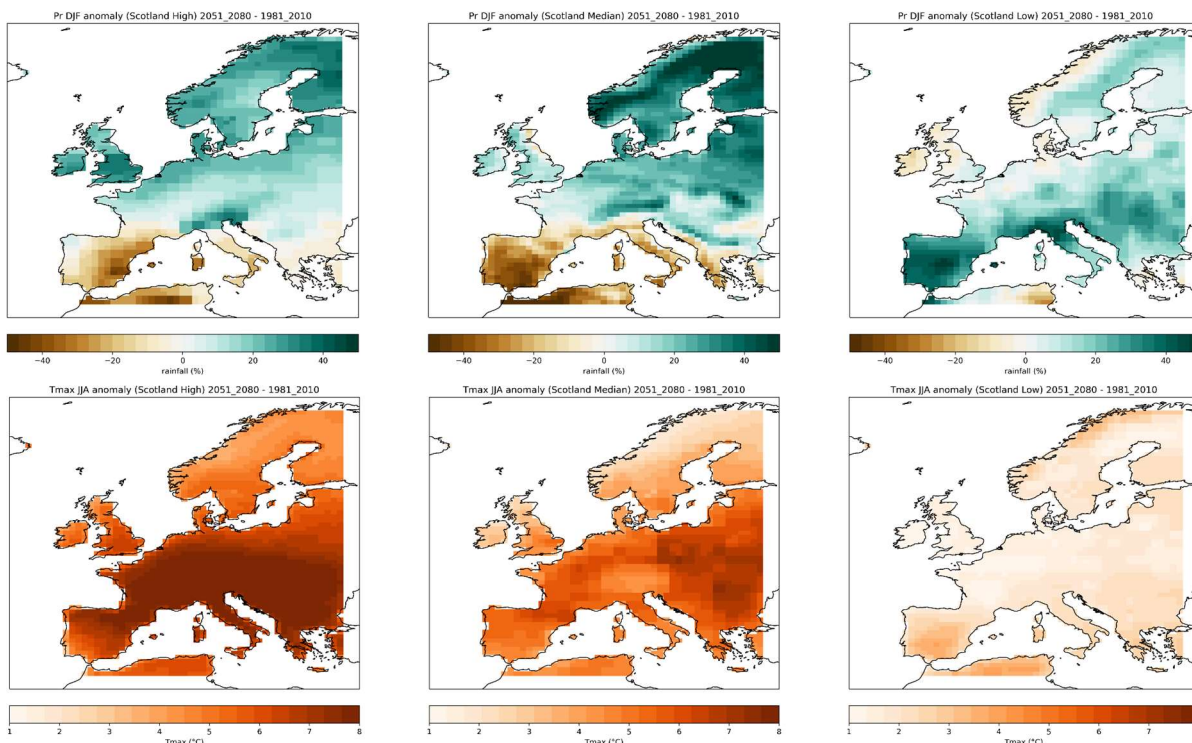 Pr DJF anomaly (Scotland High) 2051_2080 - 1981_2010
Pr DJF anomaly (Scotland Median) 2051_2080 - 1981_2010
Pr DJF anomaly (Scotland Low) 2051_2080 - 1981_2010
−40 −20 0 20 40
rainfall (%)
−40 −20 0 20 40
rainfall (%)
−40 −20 0 20 40
rainfall (%)
Tmax JJA anomaly (Scotland High) 2051_2080 - 1981_2010
Tmax JJA anomaly (Scotland Median) 2051_2080 - 1981_2010
Tmax JJA anomaly (Scotland Low) 2051_2080 - 1981_2010
1 2 3 4 5 6 7 8
Tmax (°C)
1 2 3 4 5 6 7 8
Tmax (°C)
1 2 3 4 5 6 7
Tmax (°C)